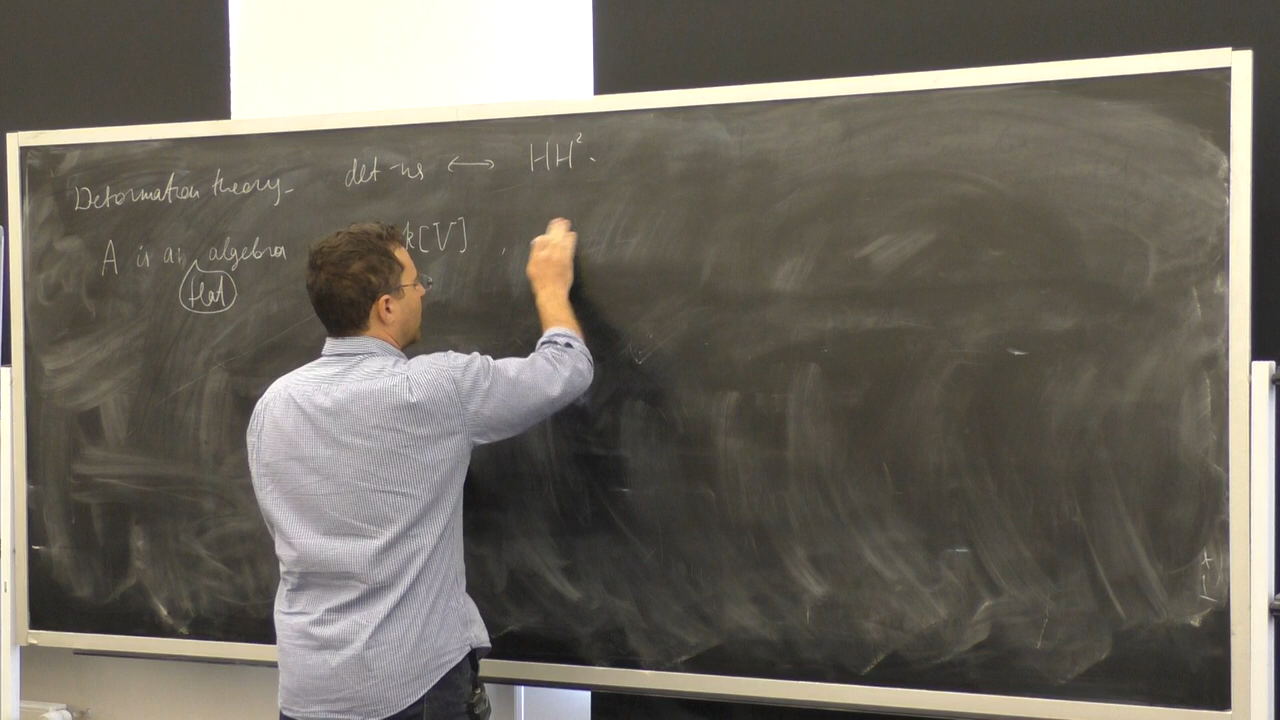 Deformation theory- def-ns ⟷ HH².
A is an algebra k[V] ,
flat